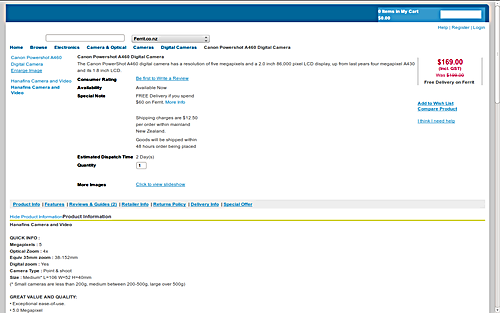 0 Items in My Cart
$0.00
Help | Register | Login
Ferrit.co.nz
Home Browse Electronics Camera & Optical Cameras Digital Cameras Canon Powershot A460 Digital Camera
Canon PowerShot A460 Digital Camera
Enlarge Image
Hanafins Camera and Video
Hanafins Camera and Video
Canon Powershot A460 Digital Camera
The Canon PowerShot A460 digital camera has a resolution of five megapixels and a 2.0 inch 86,000 pixel LCD display, up from last years four megapixel A430 and its 1.8 inch LCD.
Consumer Rating Be first to Write a Review
Availability Available Now
Special Note FREE Delivery if you spend $60 on Ferrit. More Info
Shipping charges are $12.50 per order within mainland New Zealand.
Goods will be shipped within 48 hours order being placed
Estimated Dispatch Time 2 Day(s)
Quantity 1
More Images Click to view slideshow
$169.00
(Incl. GST)
Was $199.00
Free Delivery on Ferrit
Add to Wish List
Compare Product
I think I need help
Product Info | Features | Reviews & Guides (2) | Retailer Info | Returns Policy | Delivery Info | Special Offer
Hide Product Information Product Information
Hanafins Camera and Video
QUICK INFO :
Megapixels : 5
Optical Zoom : 4x
Equiv 35mm zoom : 38-152mm
Digital zoom : Yes
Camera Type : Point & shoot
Size : Medium* L=106 W=52 H=40mm
(* Small cameras are less than 200g, medium between 200-500g, large over 500g)
GREAT VALUE AND QUALITY:
• Exceptional ease-of-use.
• 5.0 Megapixel